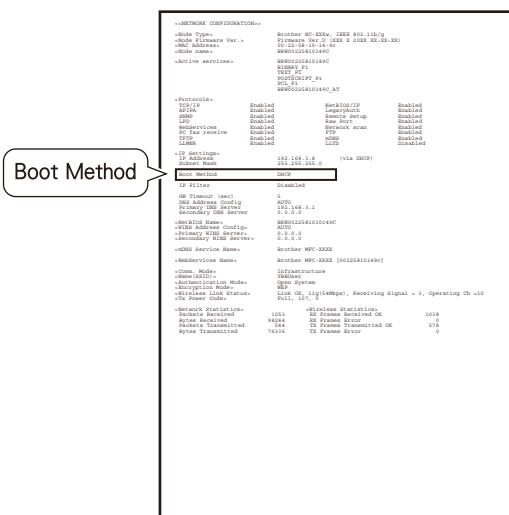 <<NETWORK CONFIGURATION>>
<Node Type> Brother NC-XXXw, IEEE 802.11b/g
<Node Firmware Ver.> Firmware Ver.U (XXX X 20XX XX:XX:XX)
<MAC Address> 00-22-58-10-14-9c
<Node name> BRW00225810149C
<Active services> BRW00225810149C
BINARY_P1
TEXT_P1
POSTSCRIPT_P1
PCL_P1
BRW00225810149C_AT
<Protocols>
TCP/IP Enabled NetBIOS/IP Enabled
APIPA Enabled LegacyAuth Enabled
SNMP Enabled Remote Setup Enabled
LPD Enabled Raw Port Enabled
WebServices Enabled Network scan Enabled
PC fax receive Enabled FTP Enabled
TFTP Enabled mDNS Enabled
LLMNR Enabled LLTD Disabled
<IP Settings>
IP Address 192.168.3.8 (via DHCP)
Subnet Mask 255.255.255.0
Boot Method
Boot Method DHCP
IP Filter Disabled
GW Timeout (sec) 5
DNS Address Config AUTO
Primary DNS Server 192.168.3.1
Secondary DNS Server 0.0.0.0
<NetBIOS Name> BRW0022581010149C
<WINS Address Config> AUTO
<Primary WINS Server> 0.0.0.0
<Secondary WINS Server> 0.0.0.0
<mDNS Service Name> Brother MFC-XXXX
<WebServices Name> Brother MFC-XXXX [00225810149c]
<Comm. Mode> Infrastructure
<Name(SSID)> YBBUser
<Authentication Mode> Open System
<Encryption Mode> WEP
<Wireless Link Status> Link OK, 11g(54Mbps), Receiving Signal = 3, Operating Ch =10
<Tx Power Code> Full, 107, 0
<Network Statistics> <Wireless Statistics>
Packets Received 1053 RX Frames Received OK 1038
Bytes Received 98244 RX Frames Error 0
Packets Transmitted 544 TX Frames Transmitted OK 578
Bytes Transmitted 76336 TX Frames Error 0